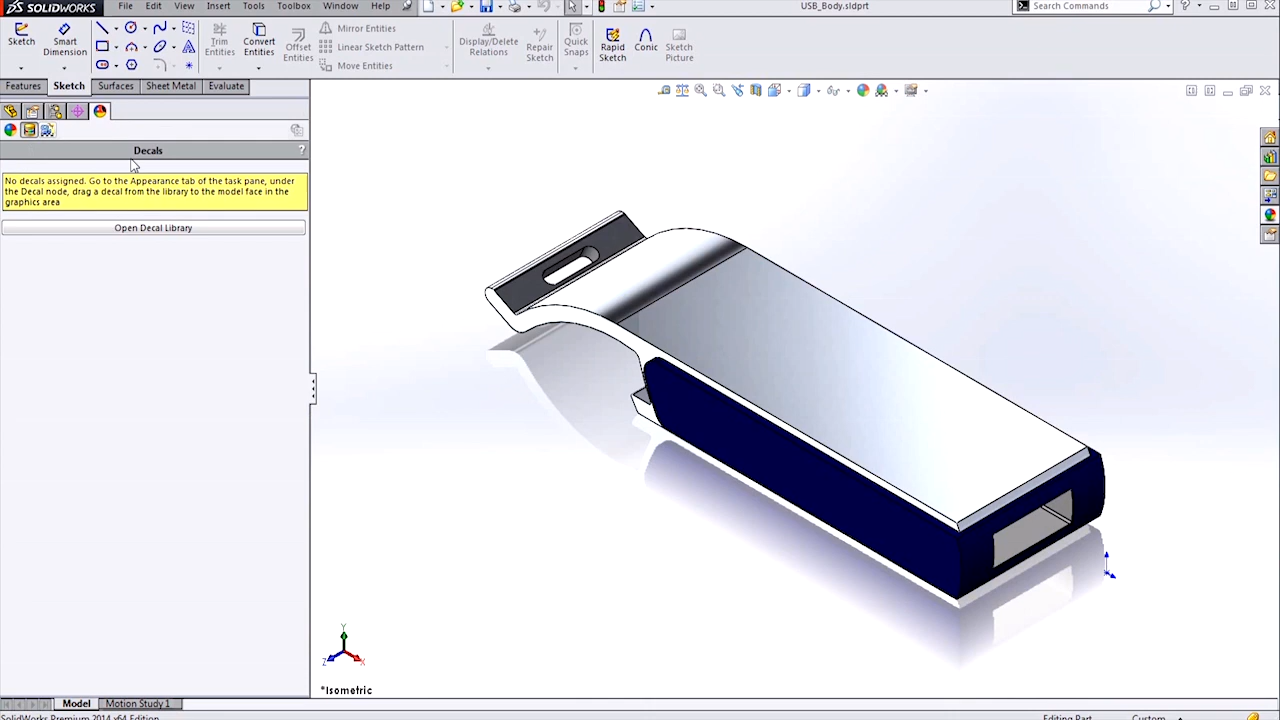 SOLIDWORKS File Edit View Insert Tools Toolbox Window Help USB_Body.sldprt Search Commands
Sketch Smart Dimension Trim Entities Convert Entities Offset Entities Mirror Entities Linear Sketch Pattern Move Entities Display/Delete Relations Repair Sketch Quick Snaps Rapid Sketch Conic Sketch Picture
Features Sketch Surfaces Sheet Metal Evaluate
Decals
?
No decals assigned. Go to the Appearance tab of the task pane, under
the Decal node, drag a decal from the library to the model face in the
graphics area
Open Decal Library
Y
Z X
*Isometric
Model Motion Study 1
SolidWorks Premium 2014 x64 Edition Editing Part Custom